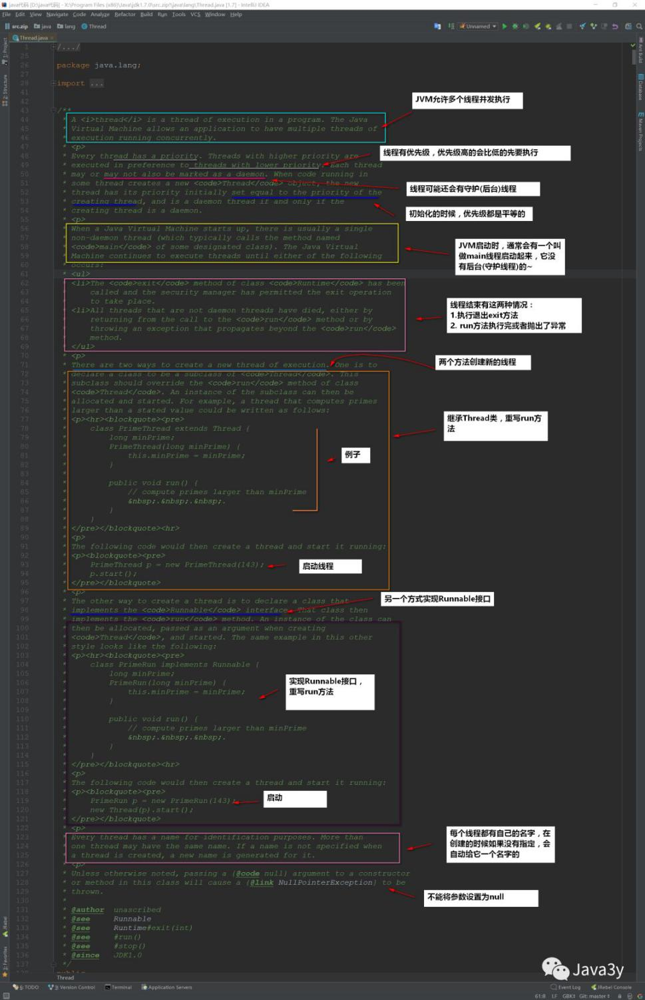 java代码 [D:\java代码] - X:\Program Files (x86)\Java\jdk1.7.0\src.zip!\java\lang\Thread.java [1.7] - IntelliJ IDEA
File Edit View Navigate Code Analyze Refactor Build Run Tools VCS Window Help
src.zip java lang Thread
Unnamed
Thread.java
1 /.../
25
26 package java.lang;
27
28 import ...
41
42
43 /**
44 * A <i>thread</i> is a thread of execution in a program. The Java
45 * Virtual Machine allows an application to have multiple threads of
46 * execution running concurrently.
JVM允许多个线程并发执行
47 * <p>
48 * Every thread has a priority. Threads with higher priority are
49 * executed in preference to threads with lower priority. Each thread
线程有优先级，优先级高的会比低的先要执行
50 * may or may not also be marked as a daemon. When code running in
51 * some thread creates a new <code>Thread</code> object, the new
52 * thread has its priority initially set equal to the priority of the
线程可能还会有守护(后台)线程
53 * creating thread, and is a daemon thread if and only if the
54 * creating thread is a daemon.
初始化的时候，优先级都是平等的
55 * <p>
56 * When a Java Virtual Machine starts up, there is usually a single
57 * non-daemon thread (which typically calls the method named
58 * <code>main</code> of some designated class). The Java Virtual
59 * Machine continues to execute threads until either of the following
60 * occurs:
JVM启动时，通常会有一个叫
做main线程启动起来，它没
有后台(守护线程)的~
61 * <ul>
62 * <li>The <code>exit</code> method of class <code>Runtime</code> has been
63 * called and the security manager has permitted the exit operation
64 * to take place.
65 * <li>All threads that are not daemon threads have died, either by
66 * returning from the call to the <code>run</code> method or by
67 * throwing an exception that propagates beyond the <code>run</code>
68 * method.
69 * </ul>
线程结束有这两种情况：
1.执行退出exit方法
2. run方法执行完或者抛出了异常
70 * <p>
71 * There are two ways to create a new thread of execution. One is to
两个方法创建新的线程
72 * declare a class to be a subclass of <code>Thread</code>. This
73 * subclass should override the <code>run</code> method of class
74 * <code>Thread</code>. An instance of the subclass can then be
75 * allocated and started. For example, a thread that computes primes
76 * larger than a stated value could be written as follows:
77 * <p><hr><blockquote><pre>
继承Thread类，重写run方
法
78 * class PrimeThread extends Thread {
79 * long minPrime;
80 * PrimeThread(long minPrime) {
81 * this.minPrime = minPrime;
82 * }
例子
83 *
84 * public void run() {
85 * // compute primes larger than minPrime
86 * &nbsp;.&nbsp;.&nbsp;.
87 * }
88 * }
89 * </pre></blockquote><hr>
90 * <p>
91 * The following code would then create a thread and start it running:
92 * <p><blockquote><pre>
93 * PrimeThread p = new PrimeThread(143);
启动线程
94 * p.start();
95 * </pre></blockquote>
96 * <p>
97 * The other way to create a thread is to declare a class that
另一个方式实现Runnable接口
98 * implements the <code>Runnable</code> interface. That class then
99 * implements the <code>run</code> method. An instance of the class can
100 * then be allocated, passed as an argument when creating
101 * <code>Thread</code>, and started. The same example in this other
102 * style looks like the following:
103 * <p><hr><blockquote><pre>
104 * class PrimeRun implements Runnable {
105 * long minPrime;
106 * PrimeRun(long minPrime) {
107 * this.minPrime = minPrime;
108 * }
实现Runnable接口，
重写run方法
109 *
110 * public void run() {
111 * // compute primes larger than minPrime
112 * &nbsp;.&nbsp;.&nbsp;.
113 * }
114 * }
115 * </pre></blockquote><hr>
116 * <p>
117 * The following code would then create a thread and start it running:
118 * <p><blockquote><pre>
119 * PrimeRun p = new PrimeRun(143);
启动
120 * new Thread(p).start();
121 * </pre></blockquote>
122 * <p>
123 * Every thread has a name for identification purposes. More than
124 * one thread may have the same name. If a name is not specified when
125 * a thread is created, a new name is generated for it.
每个线程都有自己的名字，在
创建的时候如果没有指定，会
自动给它一个名字的
126 * <p>
127 * Unless otherwise noted, passing a {@code null} argument to a constructor
128 * or method in this class will cause a {@link NullPointerException} to be
129 * thrown.
不能将参数设置为null
130 *
131 * @author unascribed
132 * @see Runnable
133 * @see Runtime#exit(int)
134 * @see #run()
135 * @see #stop()
136 * @since JDK1.0
137 */
Thread
Java3y
6: TODO 9: Version Control Terminal Application Servers Event Log JRebel Console
61:8 LF GBK Git: master
1: Project
2: Structure
JRebel
2: Favorites
Ant Build
Database
Maven Projects